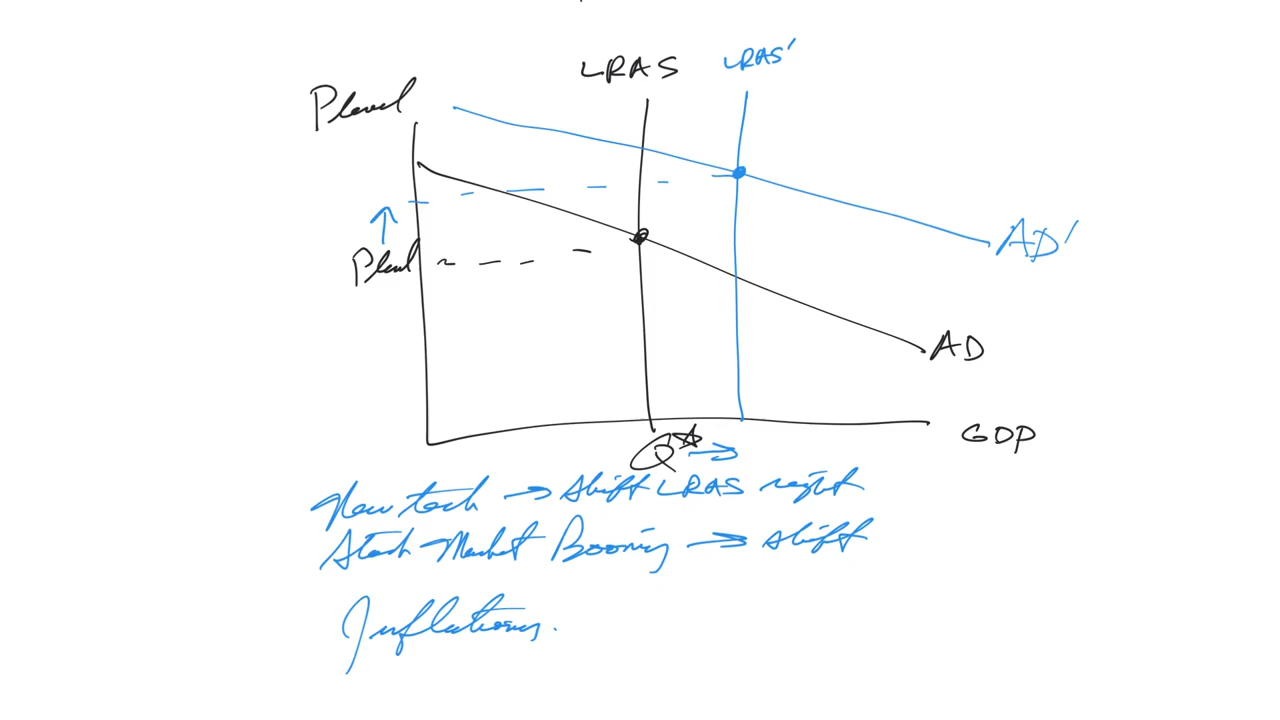 LRAS LRAS'
P level
AD'
P level
AD
GDP
Q*
New tech → shift LRAS right
Stock Market Booming → shift
Inflationary.